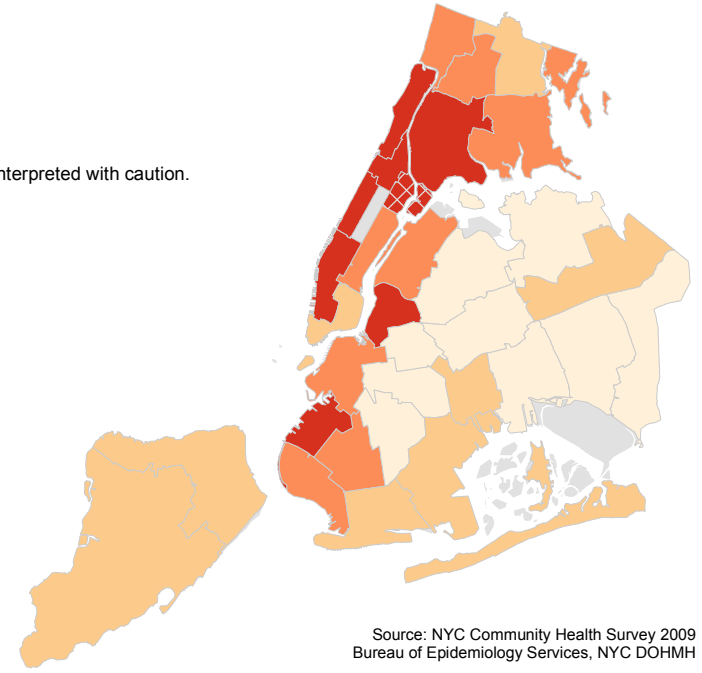 nterpreted with caution.
Source: NYC Community Health Survey 2009
Bureau of Epidemiology Services, NYC DOHMH